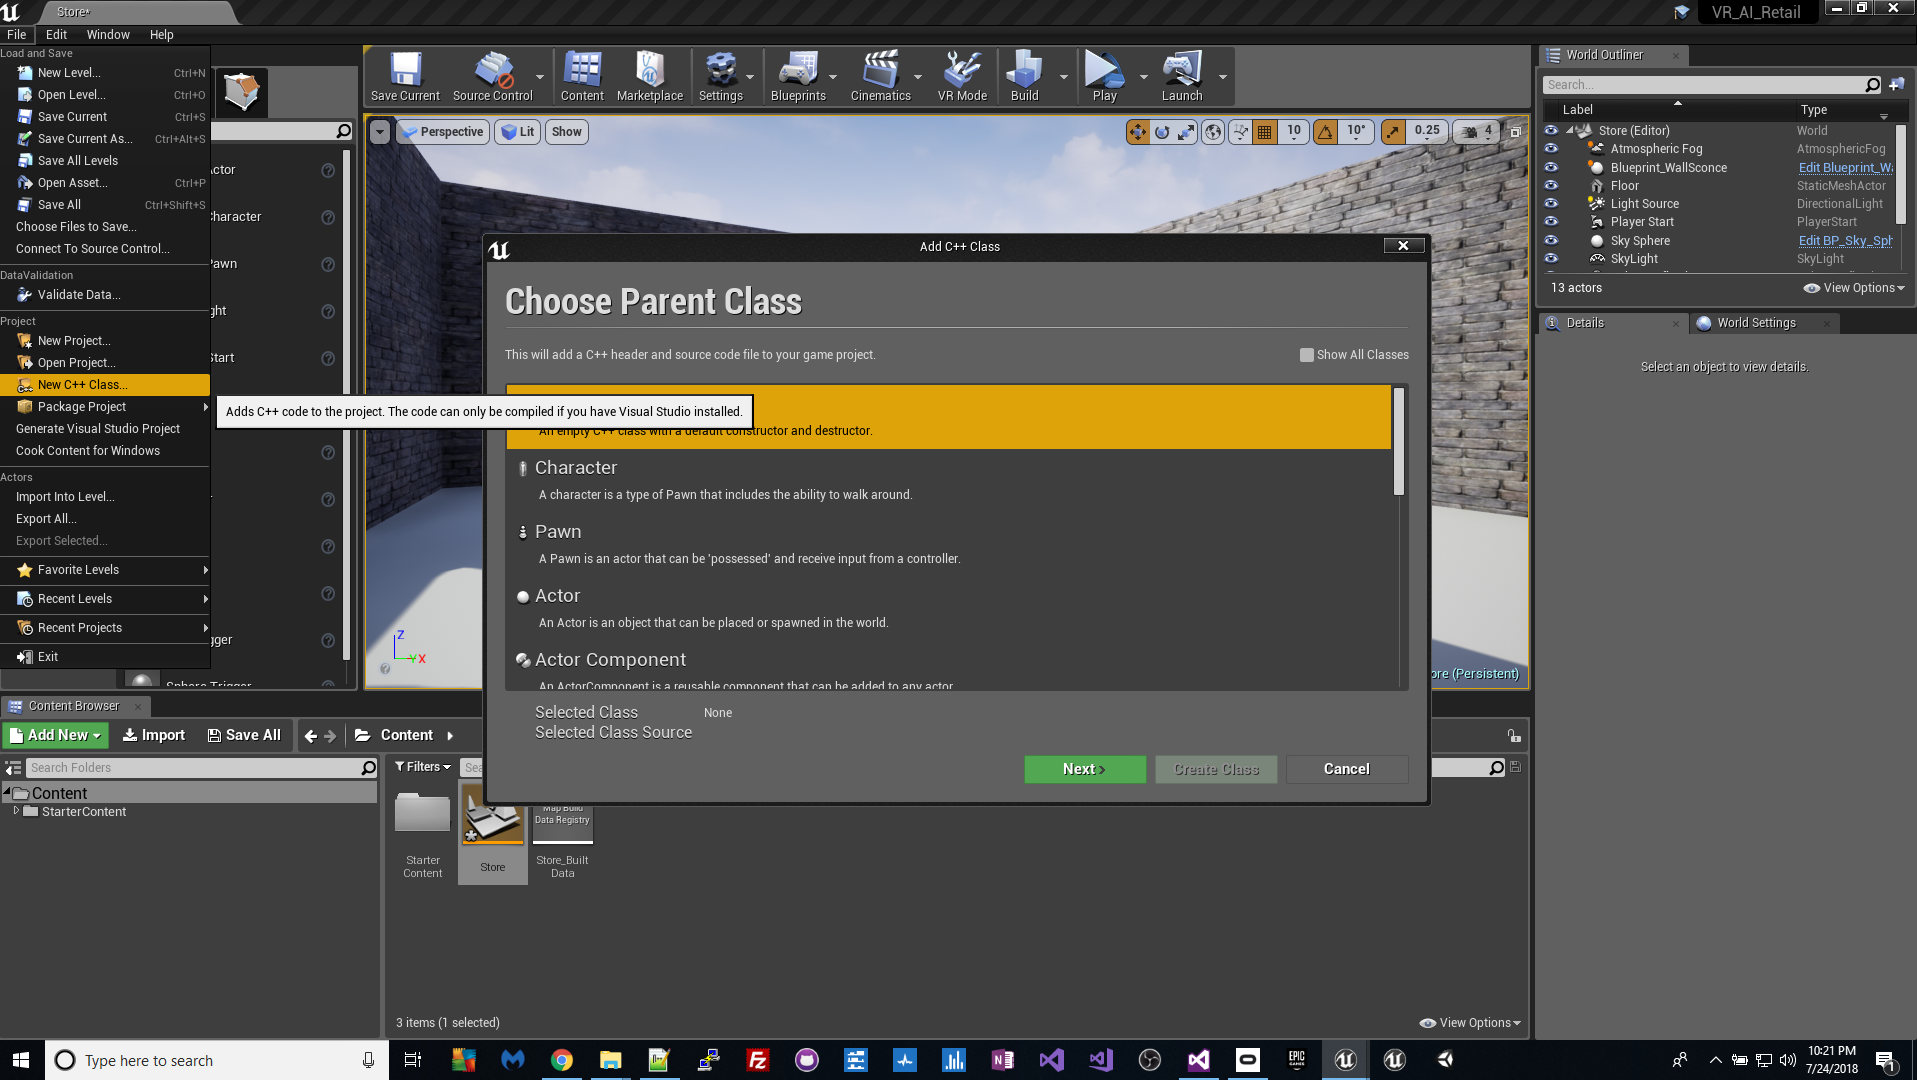 Store*
VR_AI_Retail
File
Edit
Window
Help
Load and Save
New Level...
Ctrl+N
Open Level...
Ctrl+O
Save Current
Ctrl+S
Save Current As...
Ctrl+Alt+S
Save All Levels
Open Asset...
Ctrl+P
Save All
Ctrl+Shift+S
Choose Files to Save...
Connect To Source Control...
DataValidation
Validate Data...
Project
New Project...
Open Project...
New C++ Class...
Package Project
Generate Visual Studio Project
Cook Content for Windows
Actors
Import Into Level...
Export All...
Export Selected...
Favorite Levels
Recent Levels
Recent Projects
Exit
Adds C++ code to the project. The code can only be compiled if you have Visual Studio installed.
Save Current
Source Control
Content
Marketplace
Settings
Blueprints
Cinematics
VR Mode
Build
Play
Launch
Perspective
Lit
Show
10
10°
0.25
4
Z
Y
X
Add C++ Class
Choose Parent Class
This will add a C++ header and source code file to your game project.
Show All Classes
An empty C++ class with a default constructor and destructor.
Character
A character is a type of Pawn that includes the ability to walk around.
Pawn
A Pawn is an actor that can be 'possessed' and receive input from a controller.
Actor
An Actor is an object that can be placed or spawned in the world.
Actor Component
An ActorComponent is a reusable component that can be added to any actor.
Selected Class
None
Selected Class Source
Next
Create Class
Cancel
ore (Persistent)
World Outliner
Search...
Label
Type
Store (Editor)
World
Atmospheric Fog
AtmosphericFog
Blueprint_WallSconce
Edit Blueprint_Wa
Floor
StaticMeshActor
Light Source
DirectionalLight
Player Start
PlayerStart
Sky Sphere
Edit BP_Sky_Sph
SkyLight
SkyLight
13 actors
View Options
Details
World Settings
Select an object to view details.
Sphere Trigger
Content Browser
Add New
Import
Save All
Content
Search Folders
Filters
Sea
Content
StarterContent
Starter
Content
Store
Map Build
Data Registry
Store_Built
Data
3 items (1 selected)
View Options
Type here to search
EPIC
GAMES
10:21 PM
7/24/2018
1